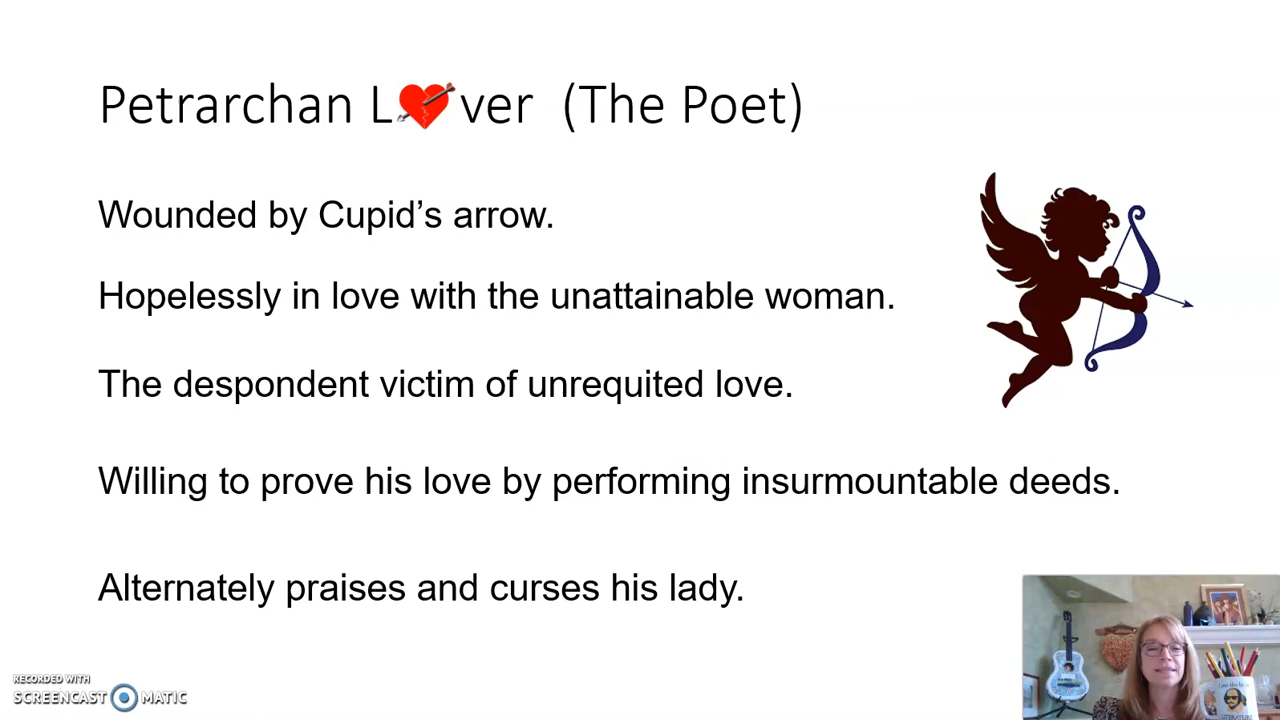 Petrarchan L❤ver (The Poet)
Wounded by Cupid’s arrow.
Hopelessly in love with the unattainable woman.
The despondent victim of unrequited love.
Willing to prove his love by performing insurmountable deeds.
Alternately praises and curses his lady.
RECORDED WITH
SCREENCAST MATIC
LITERATURE